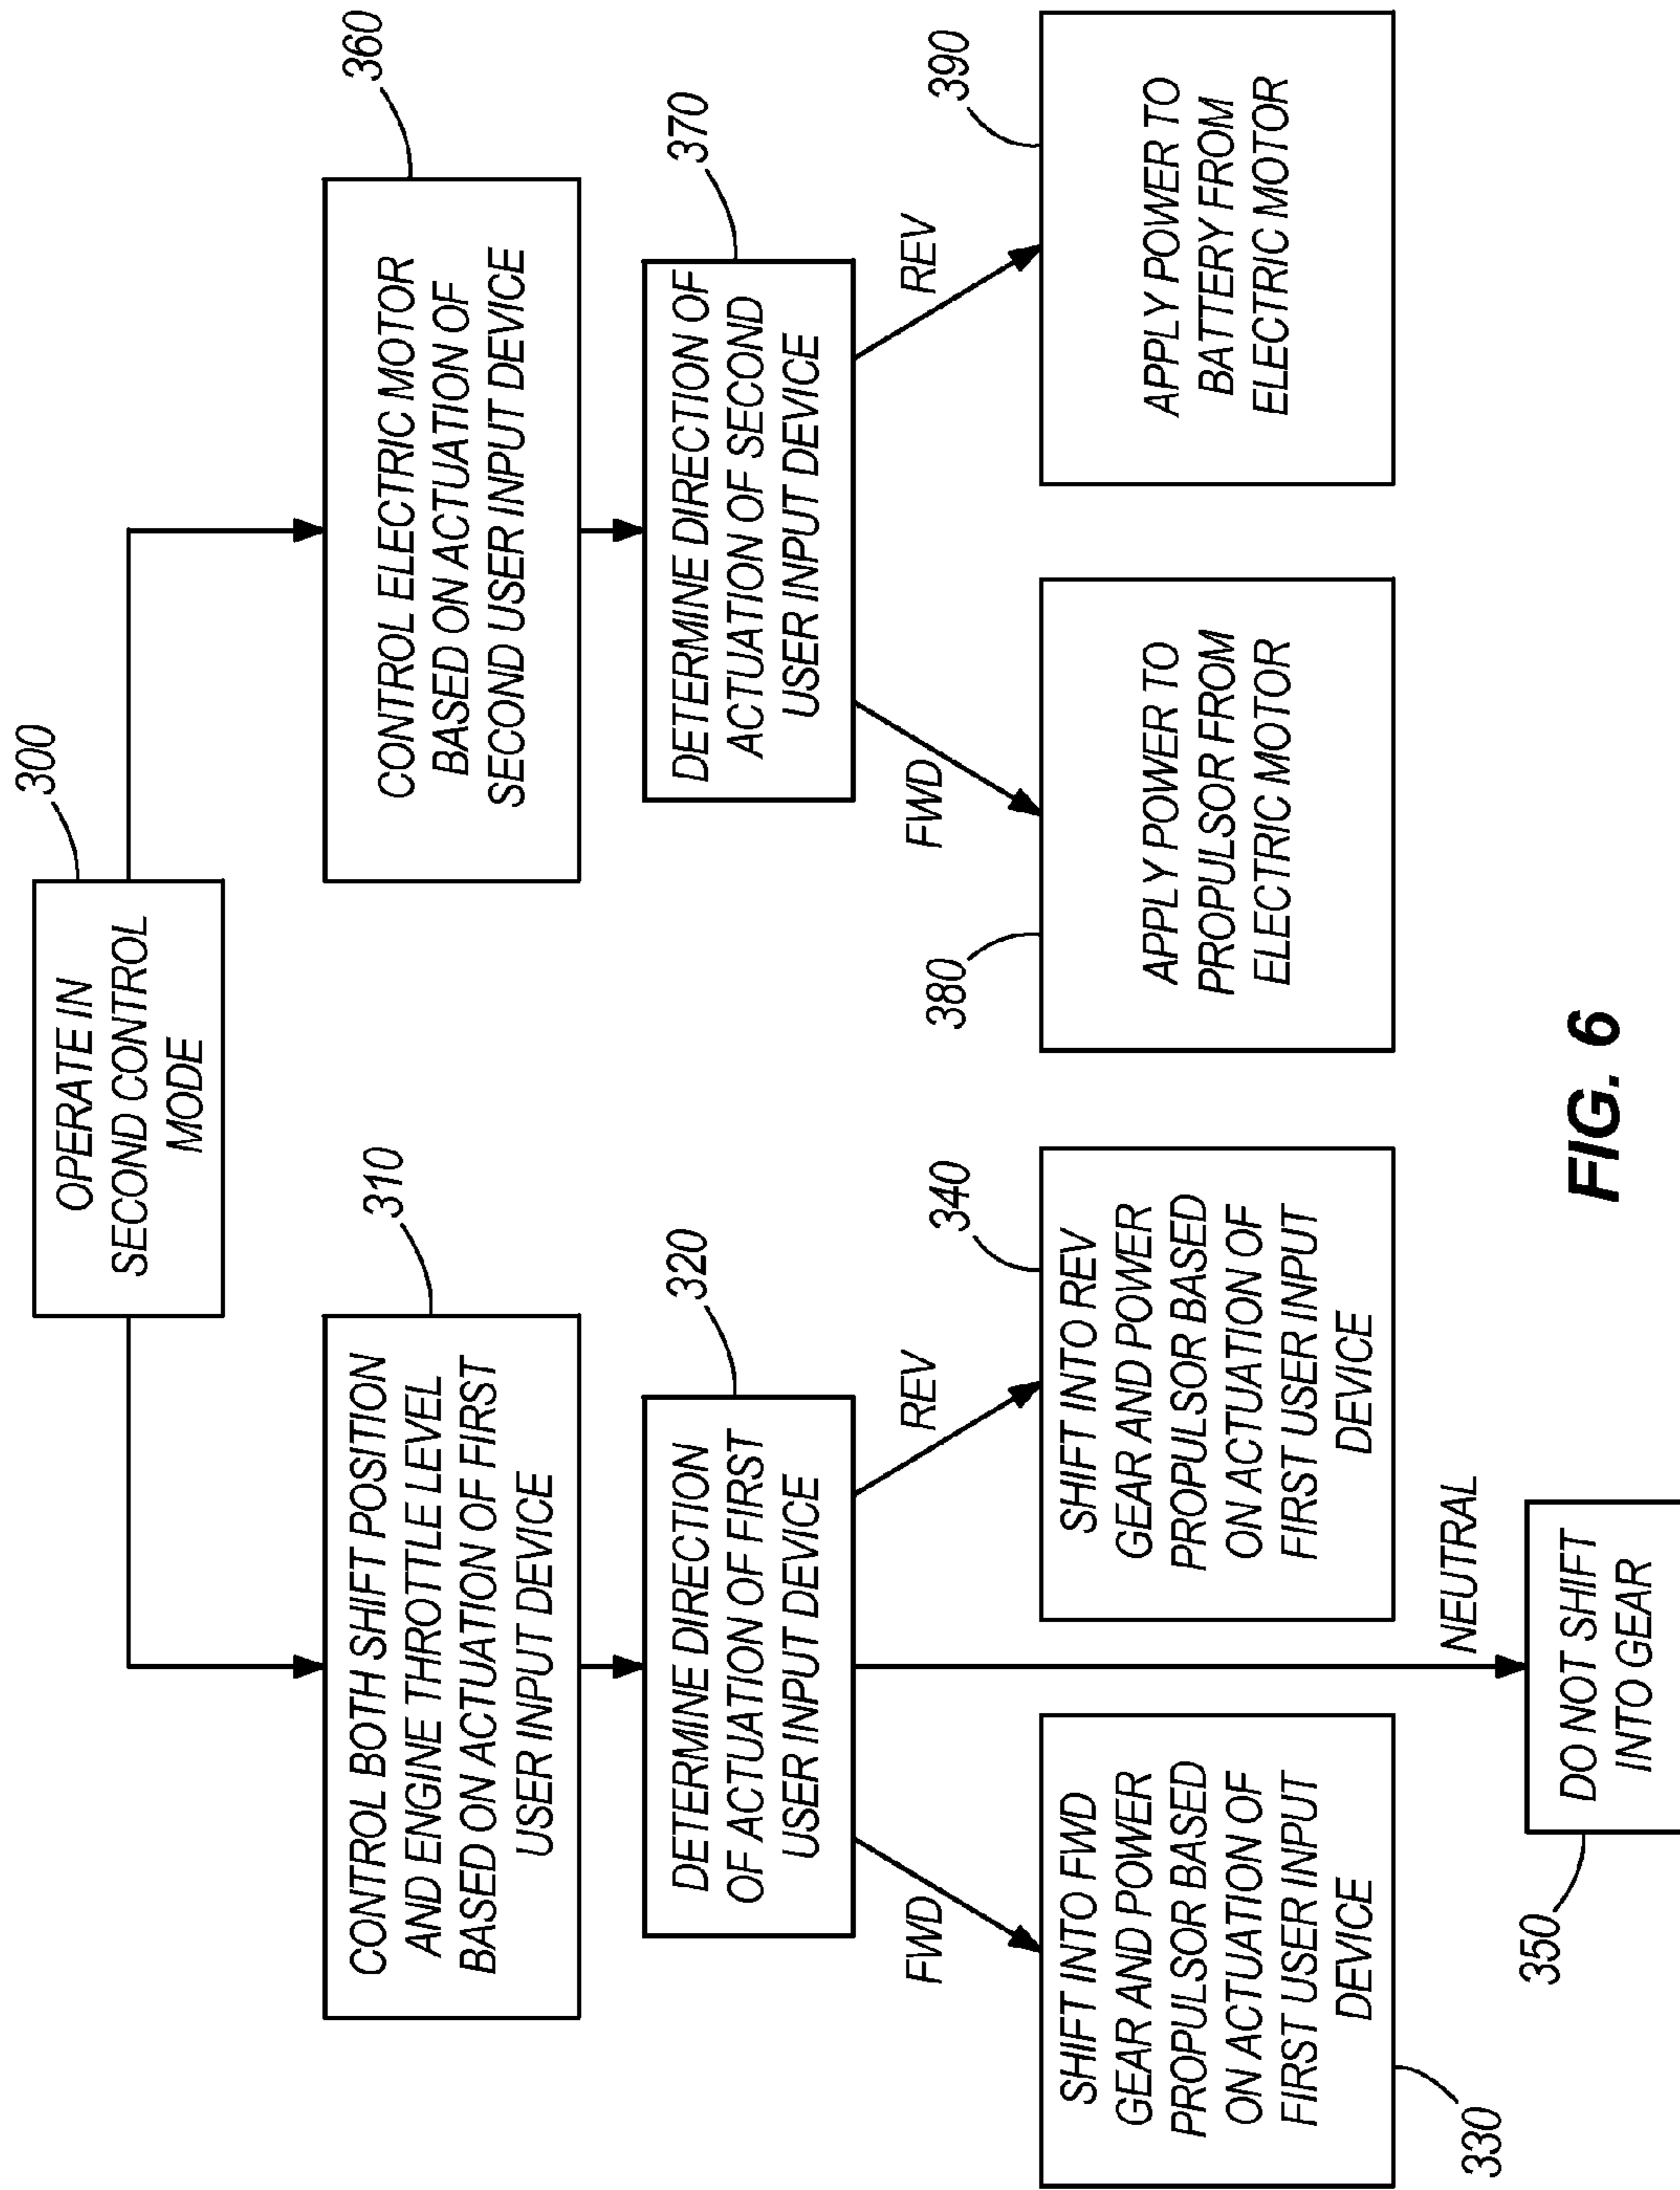 300
OPERATE IN
SECOND CONTROL
MODE
310
CONTROL BOTH SHIFT POSITION
AND ENGINE THROTTLE LEVEL
BASED ON ACTUATION OF FIRST
USER INPUT DEVICE
360
CONTROL ELECTRIC MOTOR
BASED ON ACTUATION OF
SECOND USER INPUT DEVICE
320
DETERMINE DIRECTION
OF ACTUATION OF FIRST
USER INPUT DEVICE
370
DETERMINE DIRECTION OF
ACTUATION OF SECOND
USER INPUT DEVICE
FWD
REV
FWD
REV
330
SHIFT INTO FWD
GEAR AND POWER
PROPULSOR BASED
ON ACTUATION OF
FIRST USER INPUT
DEVICE
340
SHIFT INTO REV
GEAR AND POWER
PROPULSOR BASED
ON ACTUATION OF
FIRST USER INPUT
DEVICE
380
APPLY POWER TO
PROPULSOR FROM
ELECTRIC MOTOR
390
APPLY POWER TO
BATTERY FROM
ELECTRIC MOTOR
NEUTRAL
350
DO NOT SHIFT
INTO GEAR
FIG. 6